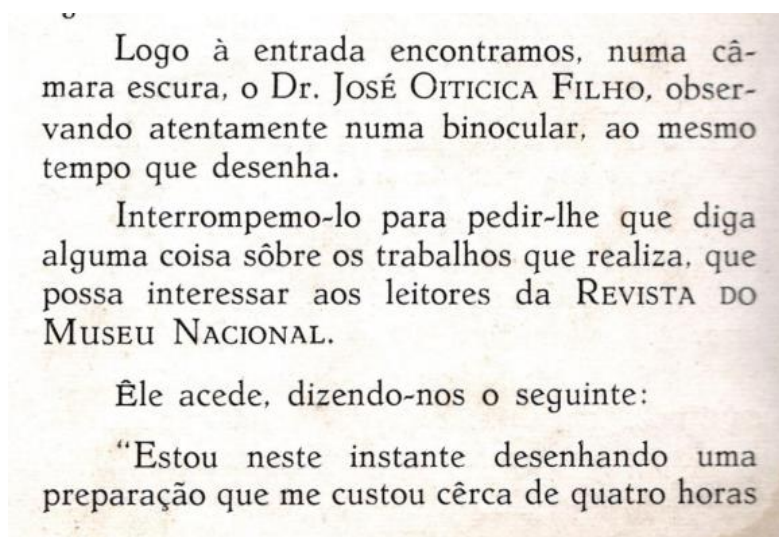 Logo à entrada encontramos, numa câ-
mara escura, o Dr. JOSÉ OITICICA FILHO, obser-
vando atentamente numa binocular, ao mesmo
tempo que desenha.
Interrompemo-lo para pedir-lhe que diga
alguma coisa sôbre os trabalhos que realiza, que
possa interessar aos leitores da REVISTA DO
MUSEU NACIONAL.
Êle acede, dizendo-nos o seguinte:
“Estou neste instante desenhando uma
preparação que me custou cêrca de quatro horas